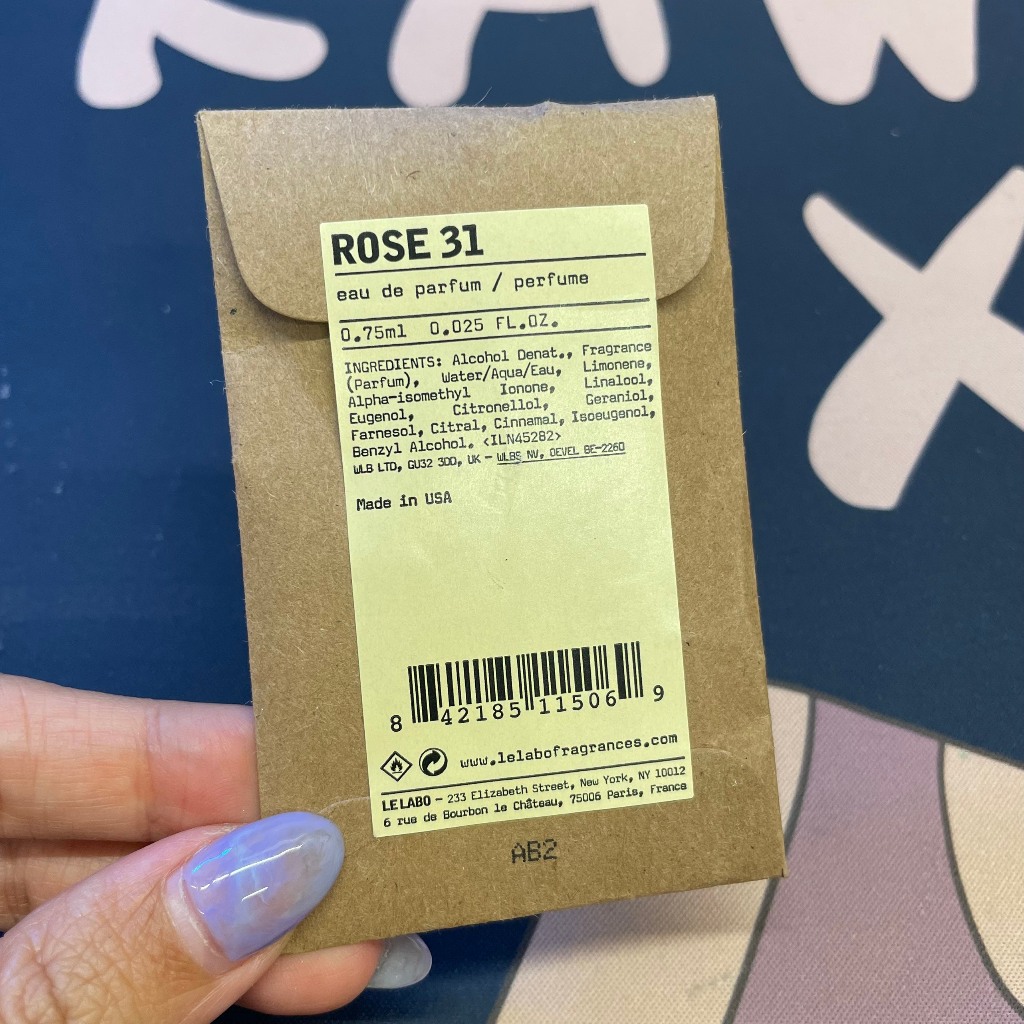 KAW
X
ROSE 31
eau de parfum / perfume
0.75ml 0.025 FL.OZ.
INGREDIENTS: Alcohol Denat., Fragrance
(Parfum), Water/Aqua/Eau, Limonene,
Alpha-isomethyl Ionone, Linalool,
Eugenol, Citronellol, Geraniol,
Farnesol, Citral, Cinnamal, Isoeugenol,
Benzyl Alcohol. <ILN45282>
WLB LTD, GU32 3DD, UK - WLBS NV, OEVEL BE-2260
Made in USA
8 42185 11506 9
www.lelabofragrances.com
LE LABO - 233 Elizabeth Street, New York, NY 10012
6 rue de Bourbon le Château, 75006 Paris, France
AB2